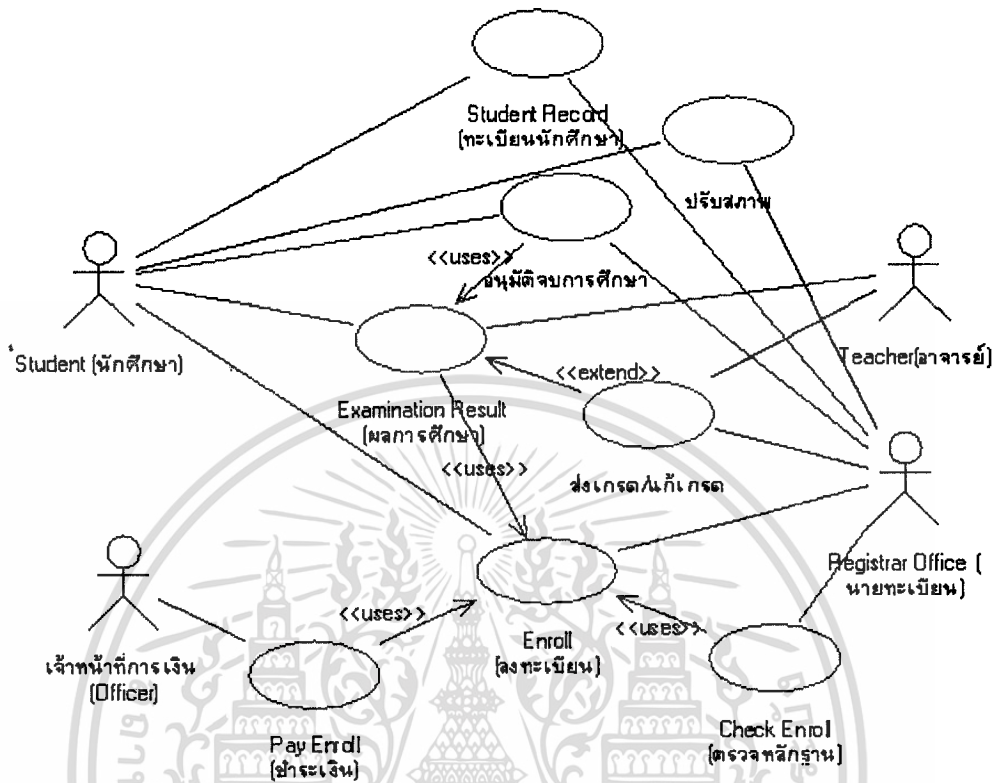 Student Record
(ทะเบียนนักศึกษา)
ปรับสภาพ
<<uses>>
อนุมัติจบการศึกษา
Student (นักศึกษา)
Teacher(อาจารย์)
<<extend>>
Examination Result
(ผลการศึกษา)
<<uses>>
ส่งเกรด/แก้เกรด
Registrar Office (
นายทะเบียน)
<<uses>>
<<uses>>
เจ้าหน้าที่การเงิน
(Officer)
Enroll
(ลงทะเบียน)
Pay Enroll
(ชำระเงิน)
Check Enroll
(ตรวจหลักฐาน)